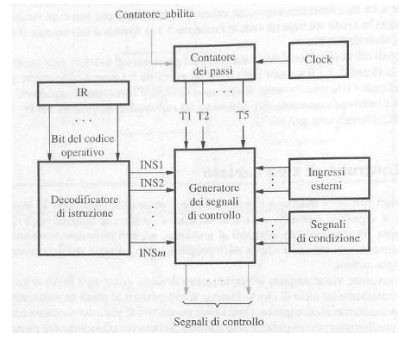 Contatore_abilita
Contatore
dei passi
Clock
IR
. . .
. . .
Bit del codice
operativo
T1 T2 T5
INS1
INS2
INSm
Decodificatore
di istruzione
Generatore
dei segnali
di controllo
Ingressi
esterni
Segnali
di condizione
Segnali di controllo